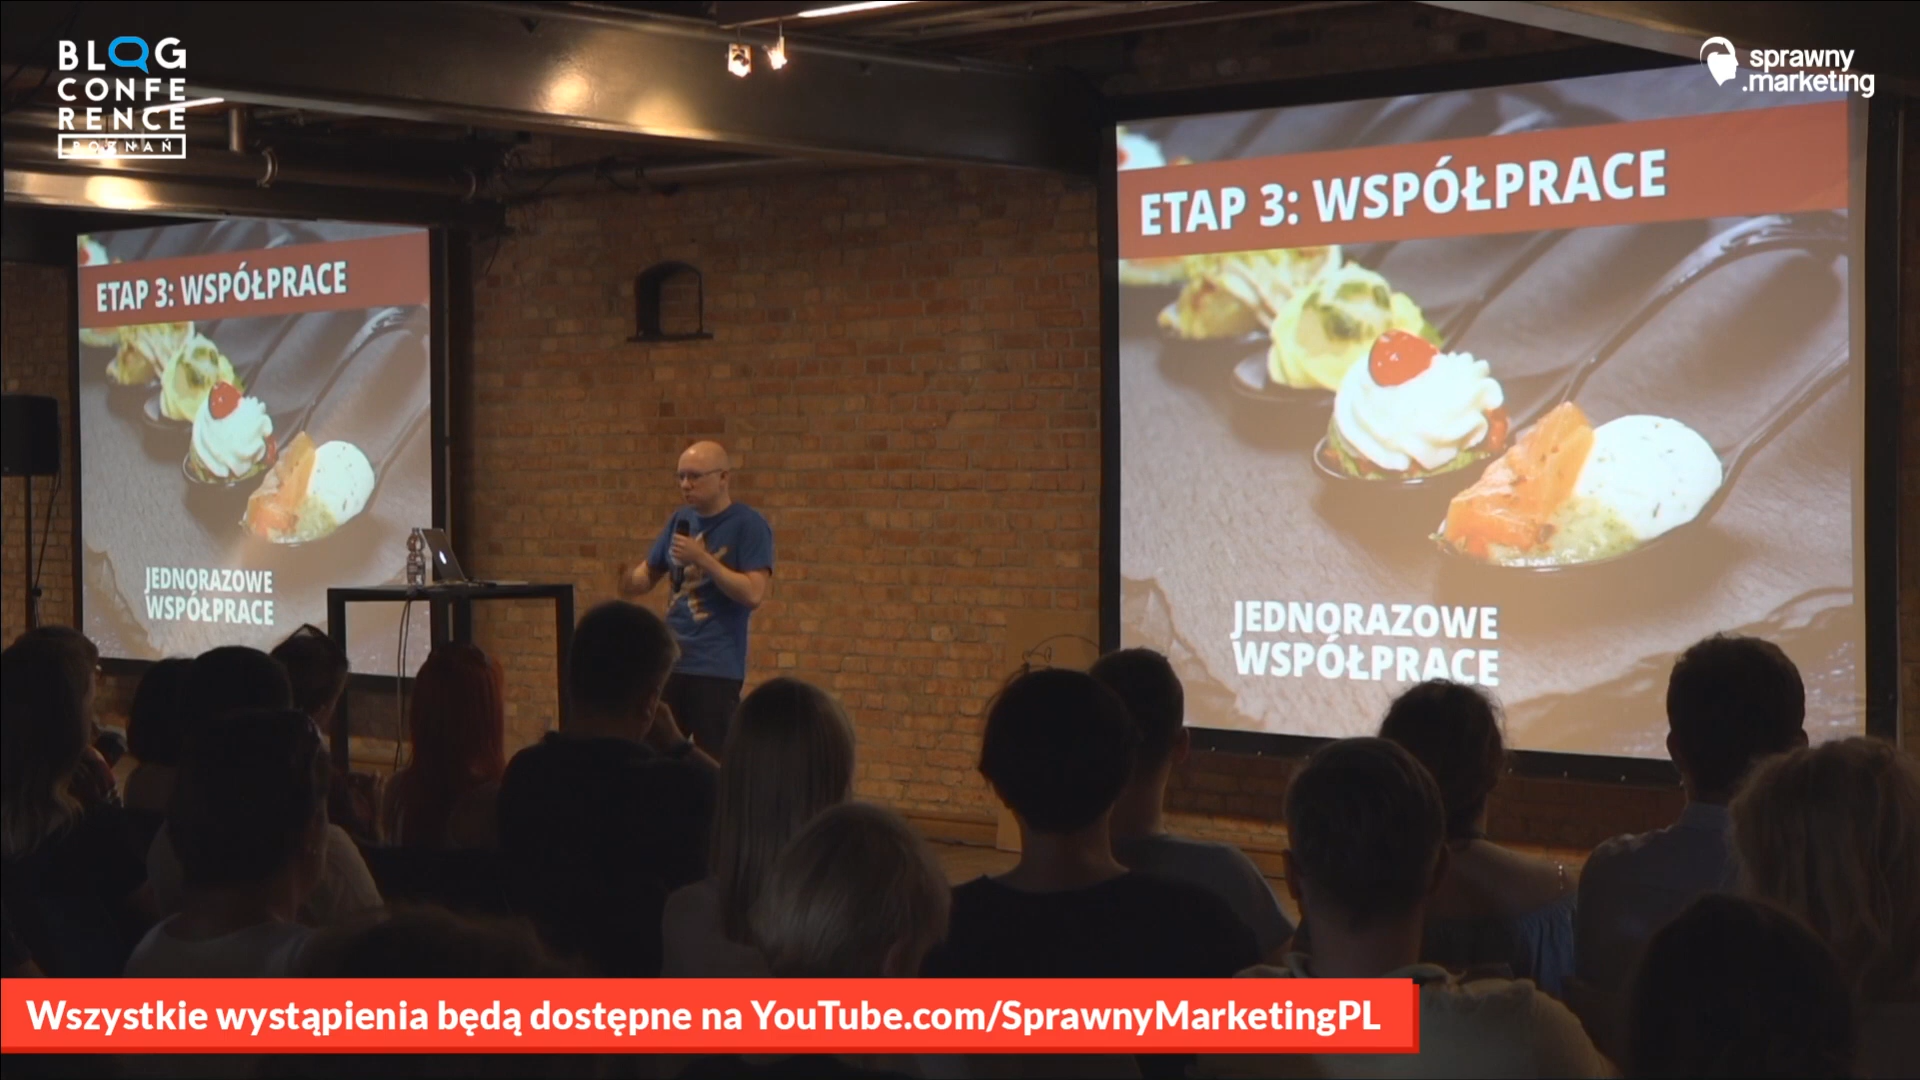 BLOG
CONFE
RENCE
POZNAŃ
sprawny
.marketing
ETAP 3: WSPÓŁPRACE
JEDNORAZOWE
WSPÓŁPRACE
ETAP 3: WSPÓŁPRACE
JEDNORAZOWE
WSPÓŁPRACE
Wszystkie wystąpienia będą dostępne na YouTube.com/SprawnyMarketingPL